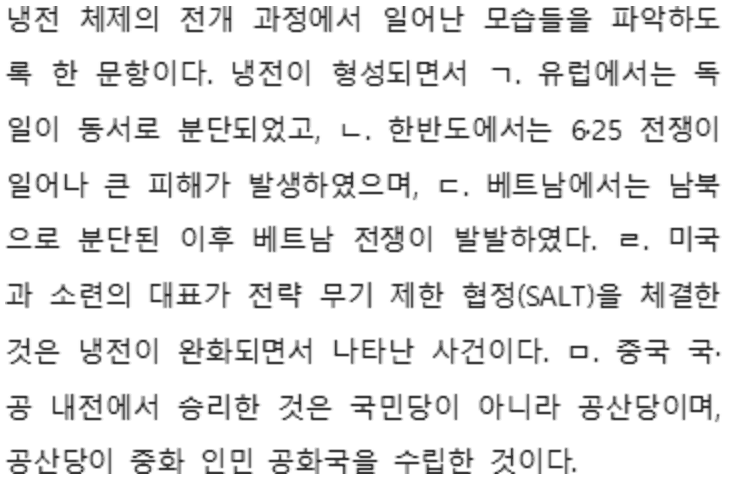 냉전 체제의 전개 과정에서 일어난 모습들을 파악하도
록 한 문항이다. 냉전이 형성되면서 ㄱ. 유럽에서는 독
일이 동서로 분단되었고, ㄴ. 한반도에서는 6·25 전쟁이
일어나 큰 피해가 발생하였으며, ㄷ. 베트남에서는 남북
으로 분단된 이후 베트남 전쟁이 발발하였다. ㄹ. 미국
과 소련의 대표가 전략 무기 제한 협정(SALT)을 체결한
것은 냉전이 완화되면서 나타난 사건이다. ㅁ. 중국 국·
공 내전에서 승리한 것은 국민당이 아니라 공산당이며,
공산당이 중화 인민 공화국을 수립한 것이다.